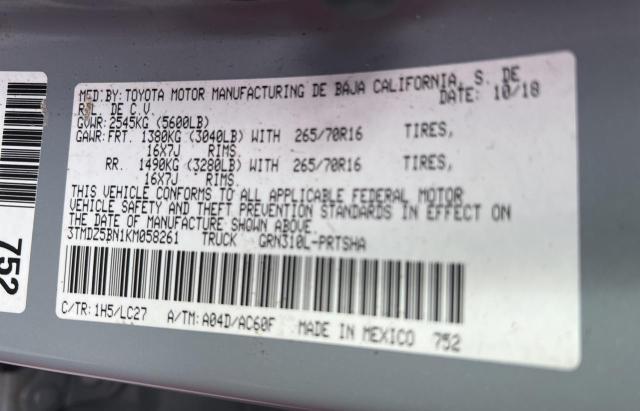 MFD.BY: TOYOTA MOTOR MANUFACTURING DE BAJA CALIFORNIA, S. DE
DE C.V. DATE: 10/18
GVWR: 2545KG (5600LB)
GAWR: FRT. 1380KG (3040LB) WITH 265/70R16 TIRES,
16X7J RIMS.
RR. 1490KG (3280LB) WITH 265/70R16 TIRES,
16X7J RIMS.
THIS VEHICLE CONFORMS TO ALL APPLICABLE FEDERAL MOTOR
VEHICLE SAFETY AND THEFT PREVENTION STANDARDS IN EFFECT ON
THE DATE OF MANUFACTURE SHOWN ABOVE.
3TMDZ5BN1KM058261 TRUCK GRN310L-PRTSHA
C/TR: 1H5/LC27 A/TM: A04D/AC60F MADE IN MEXICO 752
752